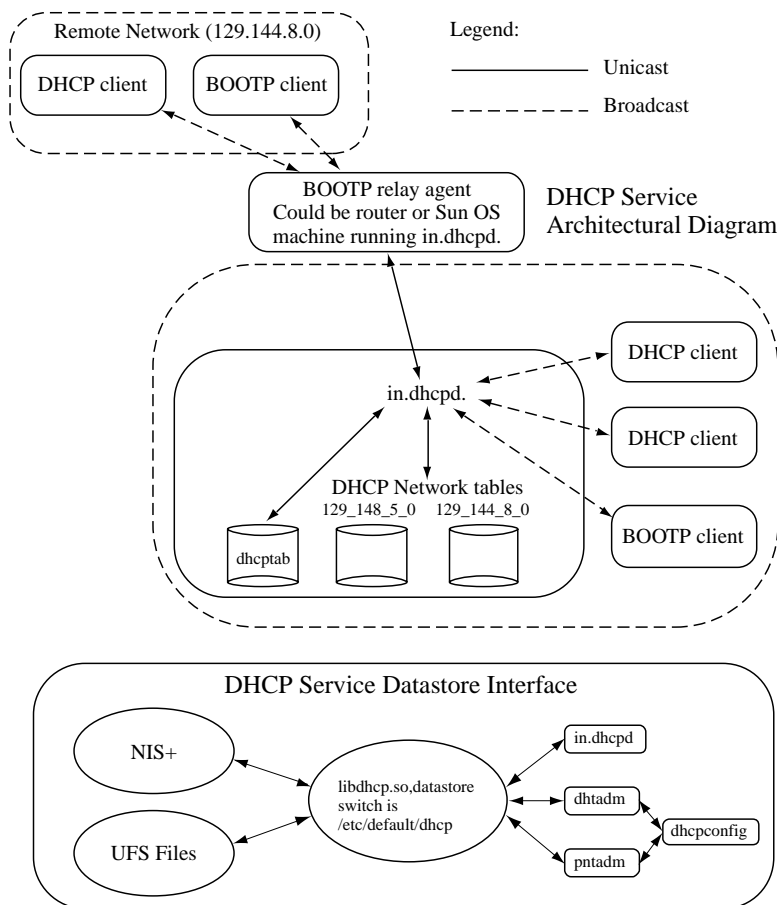 Remote Network (129.144.8.0)
DHCP client
BOOTP client
Legend:
Unicast
Broadcast
BOOTP relay agent
Could be router or Sun OS
machine running in.dhcpd.
DHCP Service
Architectural Diagram
DHCP client
in.dhcpd.
DHCP client
DHCP Network tables
129_148_5_0
129_144_8_0
BOOTP client
dhcptab
DHCP Service Datastore Interface
NIS+
UFS Files
libdhcp.so,datastore
switch is
/etc/default/dhcp
in.dhcpd
dhtadm
pntadm
dhcpconfig